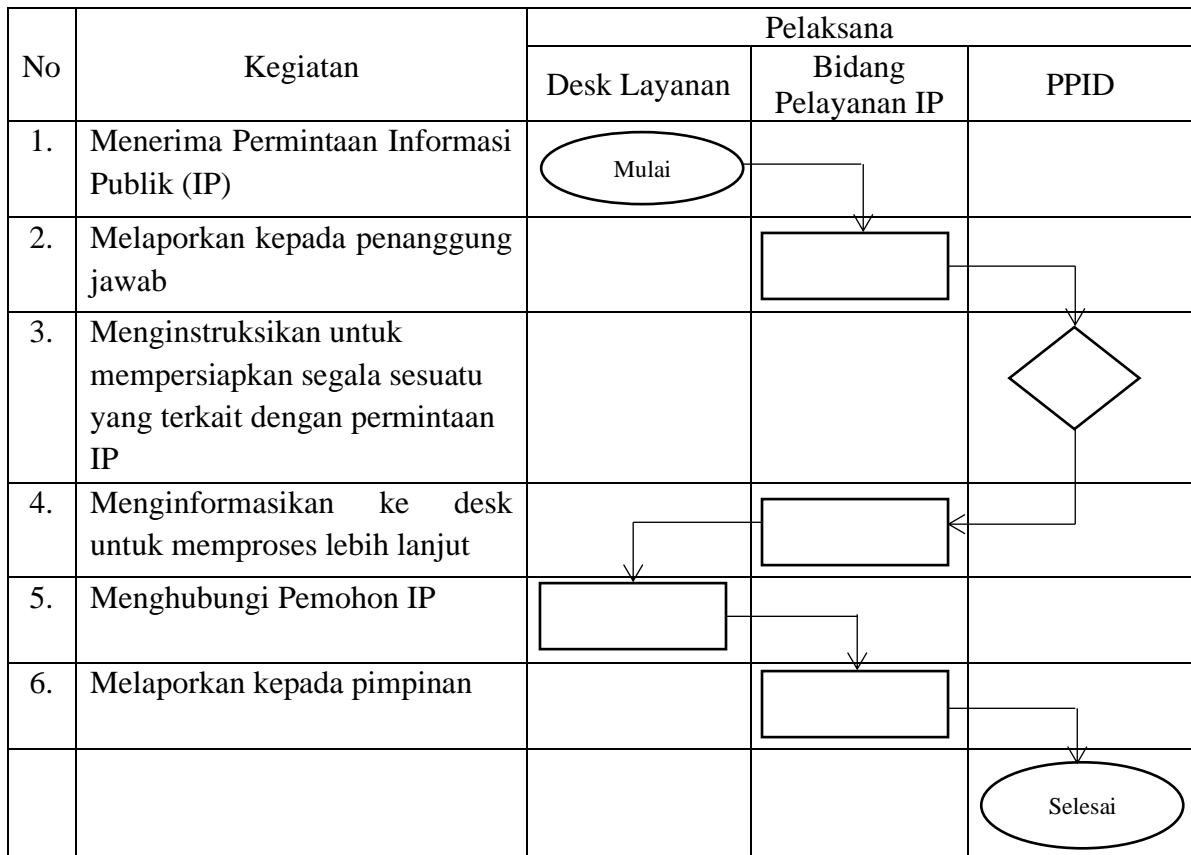 No
Kegiatan
Pelaksana
Desk Layanan
Bidang
Pelayanan IP
PPID
1.
Menerima Permintaan Informasi
Publik (IP)
Mulai
2.
Melaporkan kepada penanggung
jawab
3.
Menginstruksikan untuk
mempersiapkan segala sesuatu
yang terkait dengan permintaan
IP
4.
Menginformasikan ke desk
untuk memproses lebih lanjut
5.
Menghubungi Pemohon IP
6.
Melaporkan kepada pimpinan
Selesai